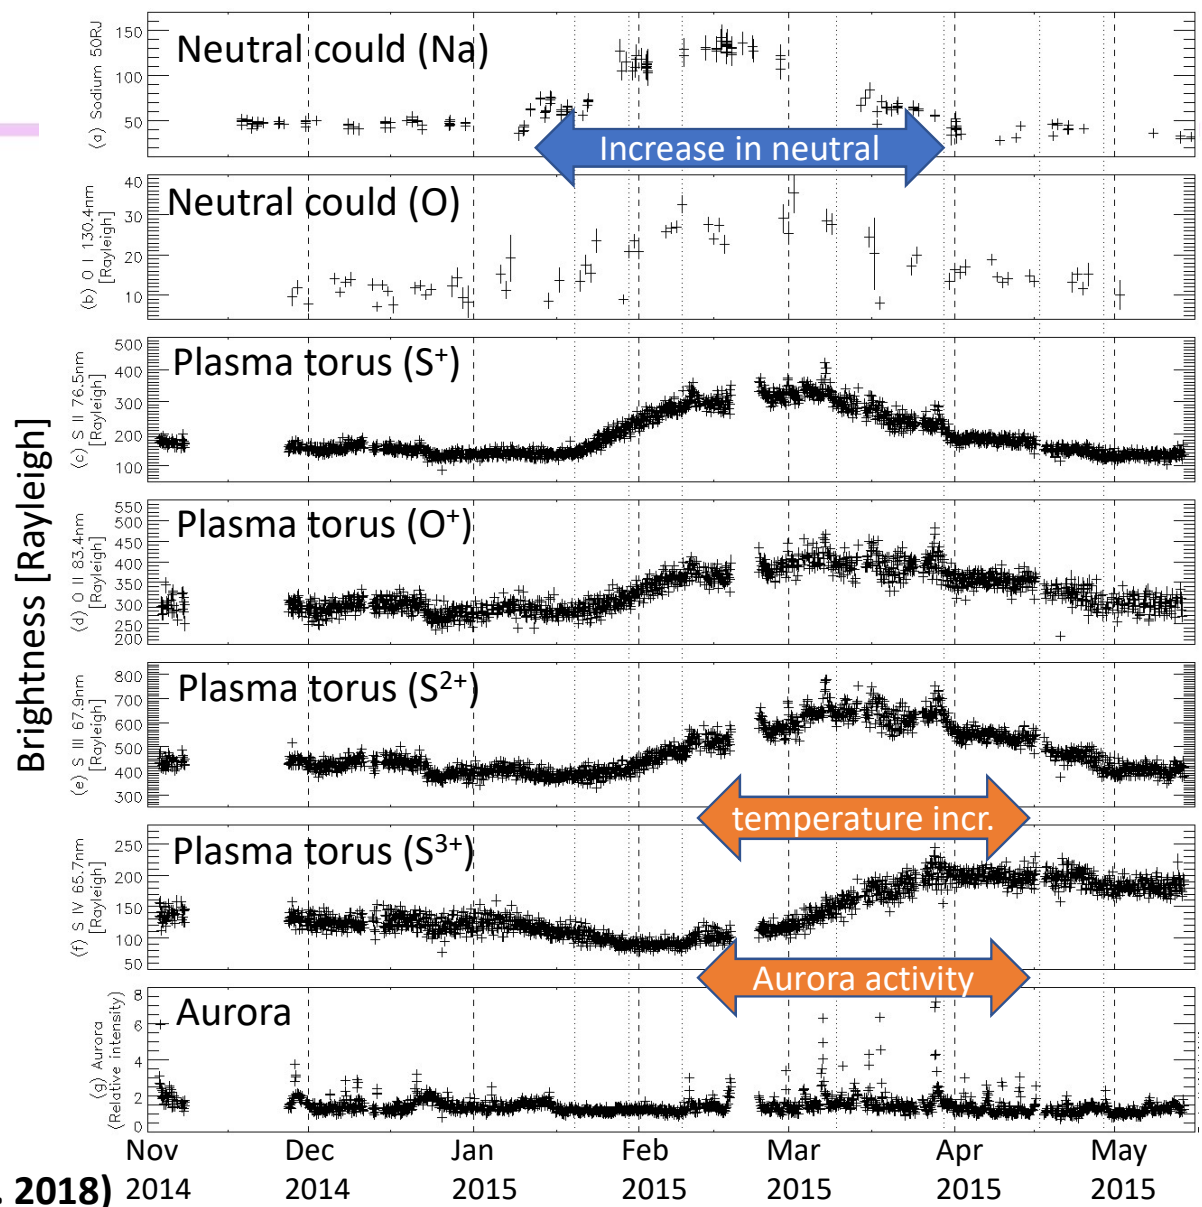 Brightness [Rayleigh]
(a) Sodium 50RJ
150
100
50
Neutral could (Na)
Increase in neutral
(b) O I 130.4nm
[Rayleigh]
40
30
20
10
Neutral could (O)
(c) S II 76.5nm
[Rayleigh]
500
400
300
200
100
Plasma torus (S+)
(d) O II 83.4nm
[Rayleigh]
550
500
450
400
350
300
250
200
Plasma torus (O+)
(e) S III 67.9nm
[Rayleigh]
800
700
600
500
400
300
Plasma torus (S2+)
temperature incr.
(f) S IV 65.7nm
[Rayleigh]
250
200
150
100
50
Plasma torus (S3+)
Aurora activity
(g) Aurora
(Relative intensity)
8
6
4
2
0
Aurora
Nov Dec Jan Feb Mar Apr May
. 2018) 2014 2014 2015 2015 2015 2015 2015